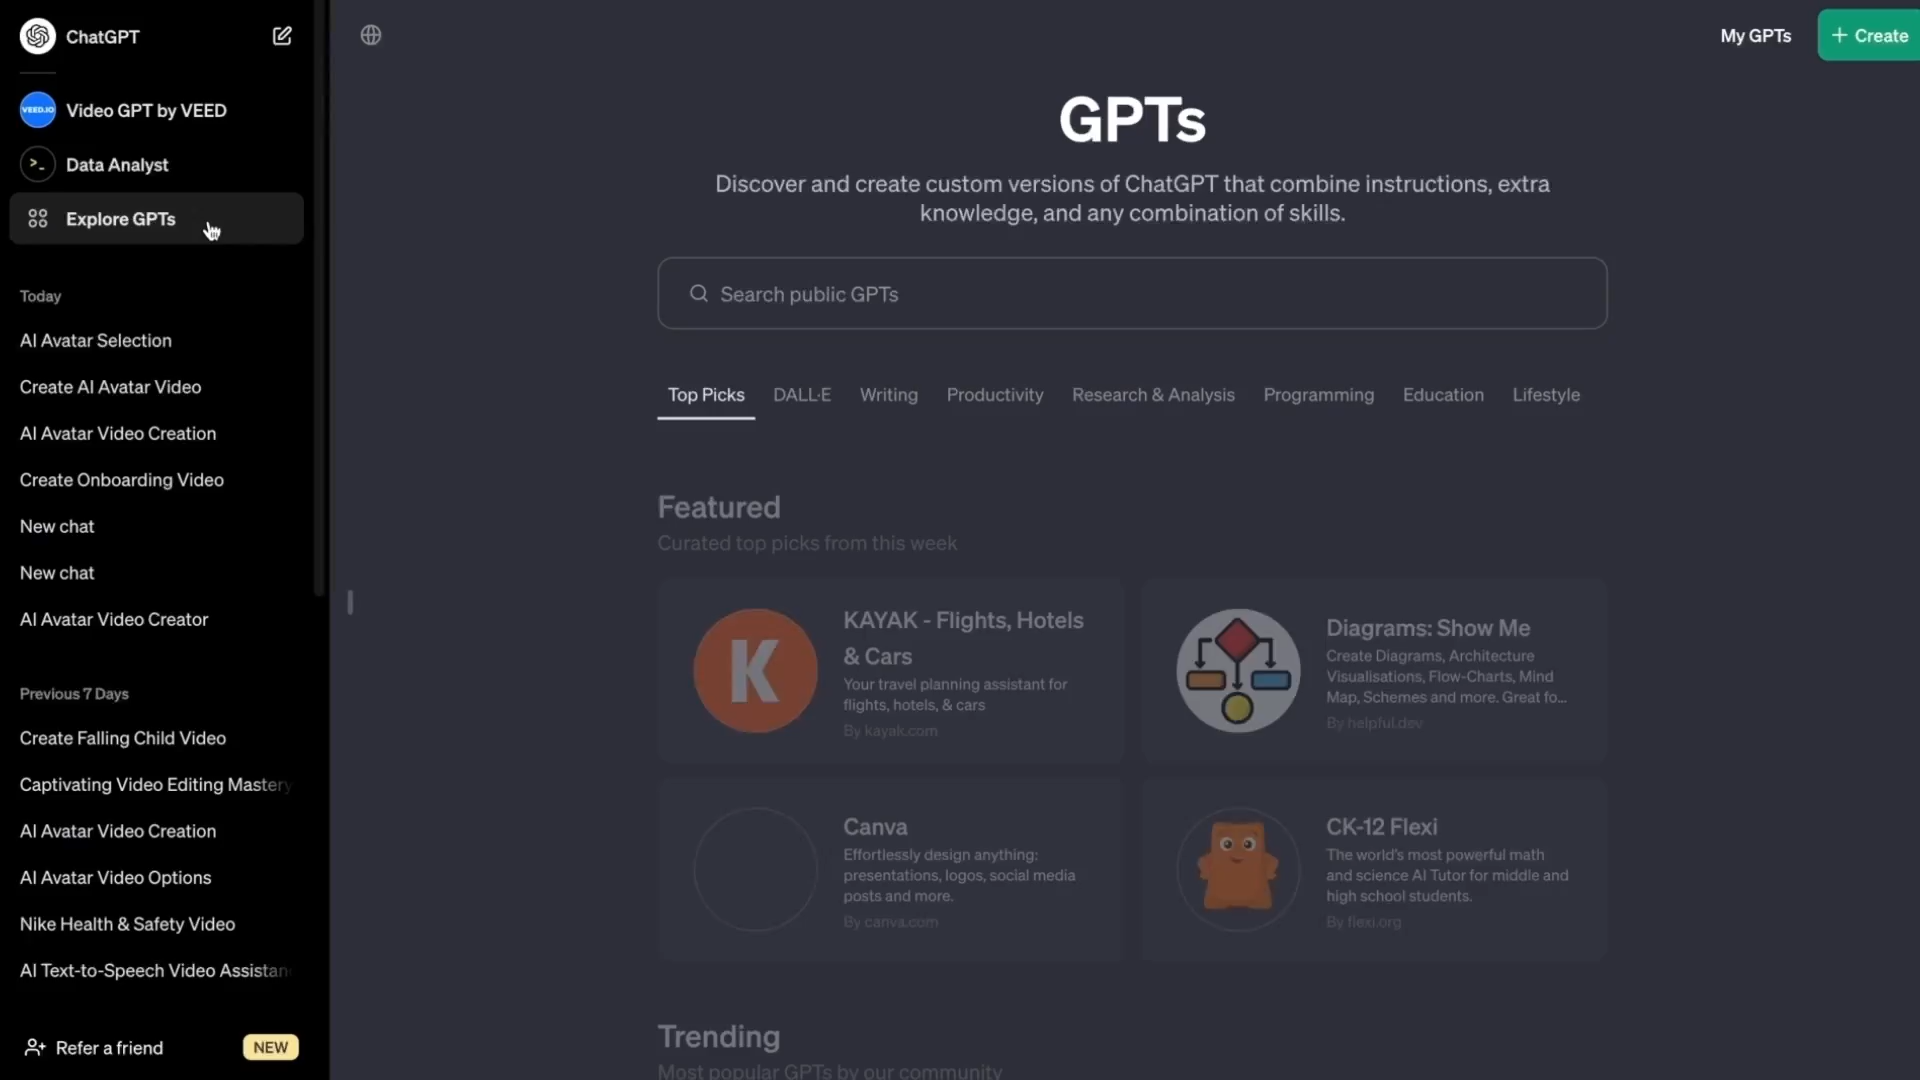 ChatGPT
VEED.IO
Video GPT by VEED
Data Analyst
Explore GPTs
Today
AI Avatar Selection
Create AI Avatar Video
AI Avatar Video Creation
Create Onboarding Video
New chat
New chat
AI Avatar Video Creator
Previous 7 Days
Create Falling Child Video
Captivating Video Editing Mastery
AI Avatar Video Creation
AI Avatar Video Options
Nike Health & Safety Video
AI Text-to-Speech Video Assistan
Refer a friend
NEW
My GPTs
+ Create
GPTs
Discover and create custom versions of ChatGPT that combine instructions, extra
knowledge, and any combination of skills.
Search public GPTs
Top Picks DALL·E Writing Productivity Research & Analysis Programming Education Lifestyle
Featured
Curated top picks from this week
K
KAYAK - Flights, Hotels
& Cars
Your travel planning assistant for
flights, hotels, & cars
By kayak.com
Diagrams: Show Me
Create Diagrams, Architecture
Visualisations, Flow-Charts, Mind
Map, Schemes and more. Great fo...
By helpful.dev
Canva
Effortlessly design anything:
presentations, logos, social media
posts and more.
By canva.com
CK-12 Flexi
The world's most powerful math
and science AI Tutor for middle and
high school students.
By flexi.org
Trending
Most popular GPTs by our community